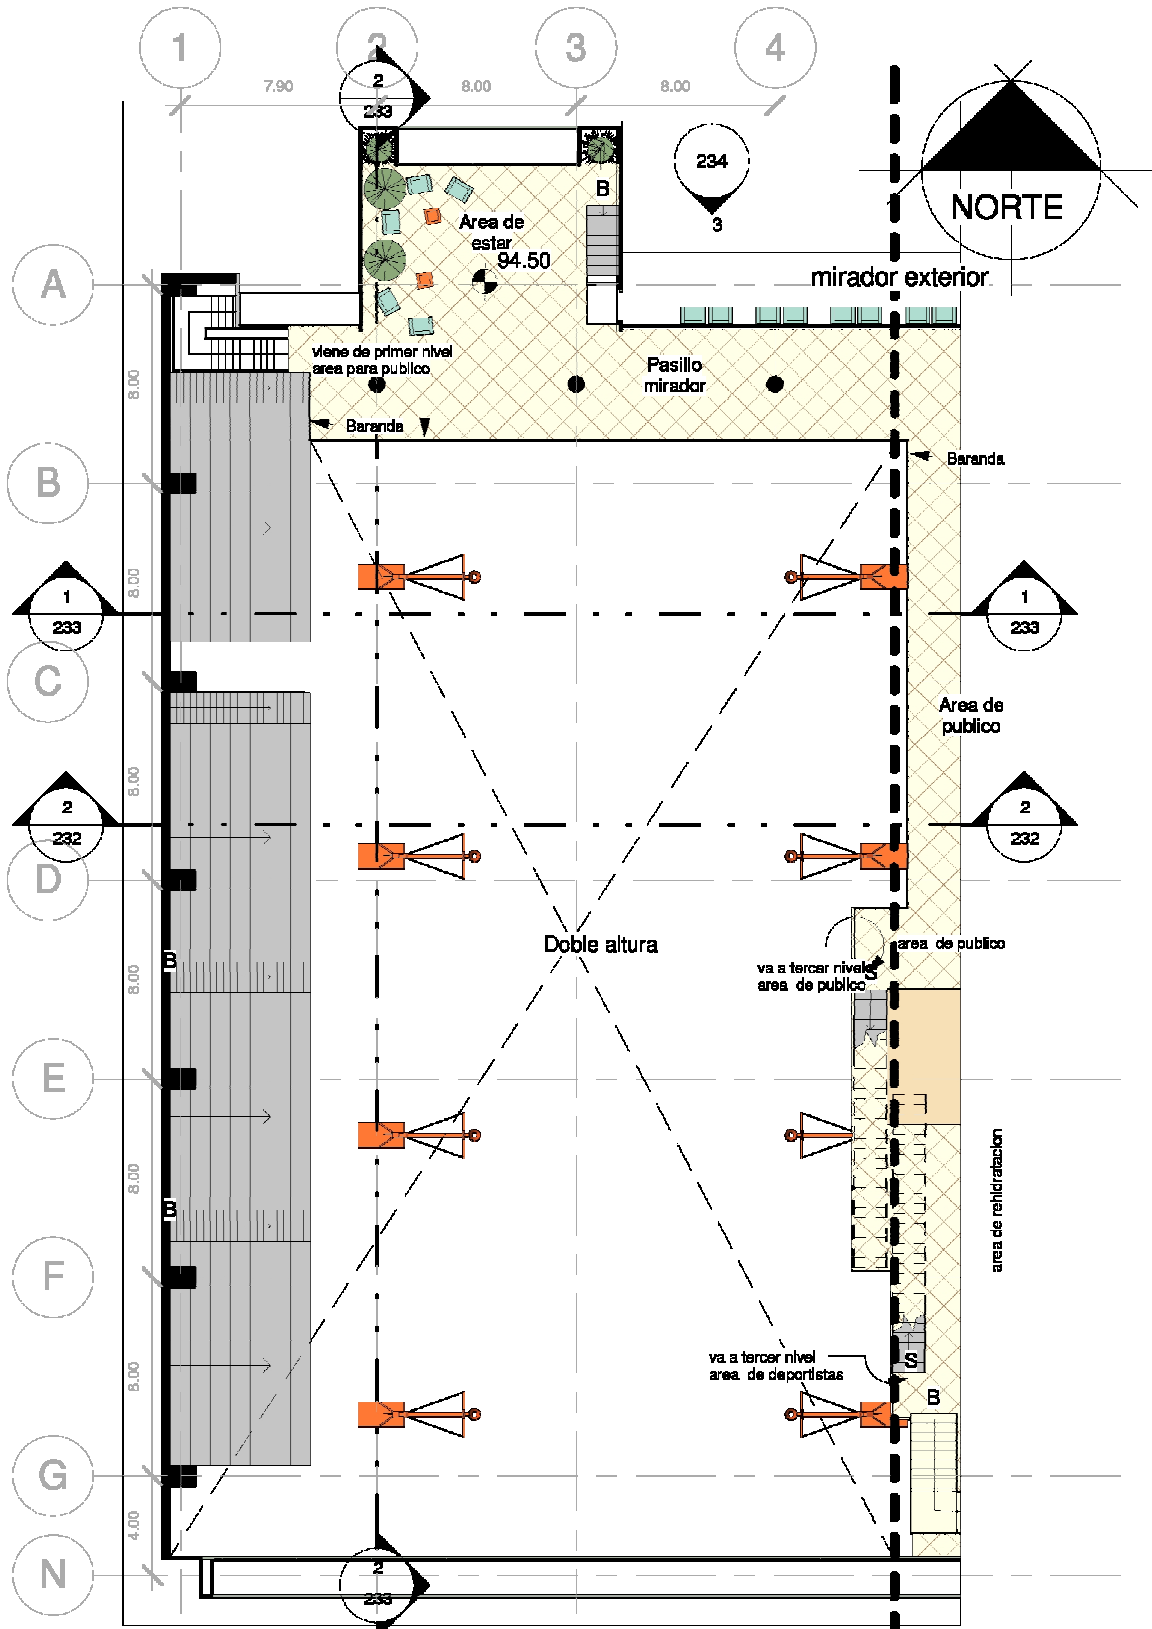 1
2
3
4
2
233
7.90
8.00
8.00
234
3
NORTE
B
Area de
estar
94.50
A
mirador exterior
viene de primer nivel
area para publico
Pasillo
mirador
8.00
Baranda
Baranda
B
8.00
1
233
1
233
C
Area de
publico
8.00
2
232
2
232
D
Doble altura
area de publico
B
va a tercer nivel
area de publico
S
8.00
E
area de rehidratacion
8.00
B
F
va a tercer nivel
area de deportistas
S
8.00
B
G
4.00
N
2
233